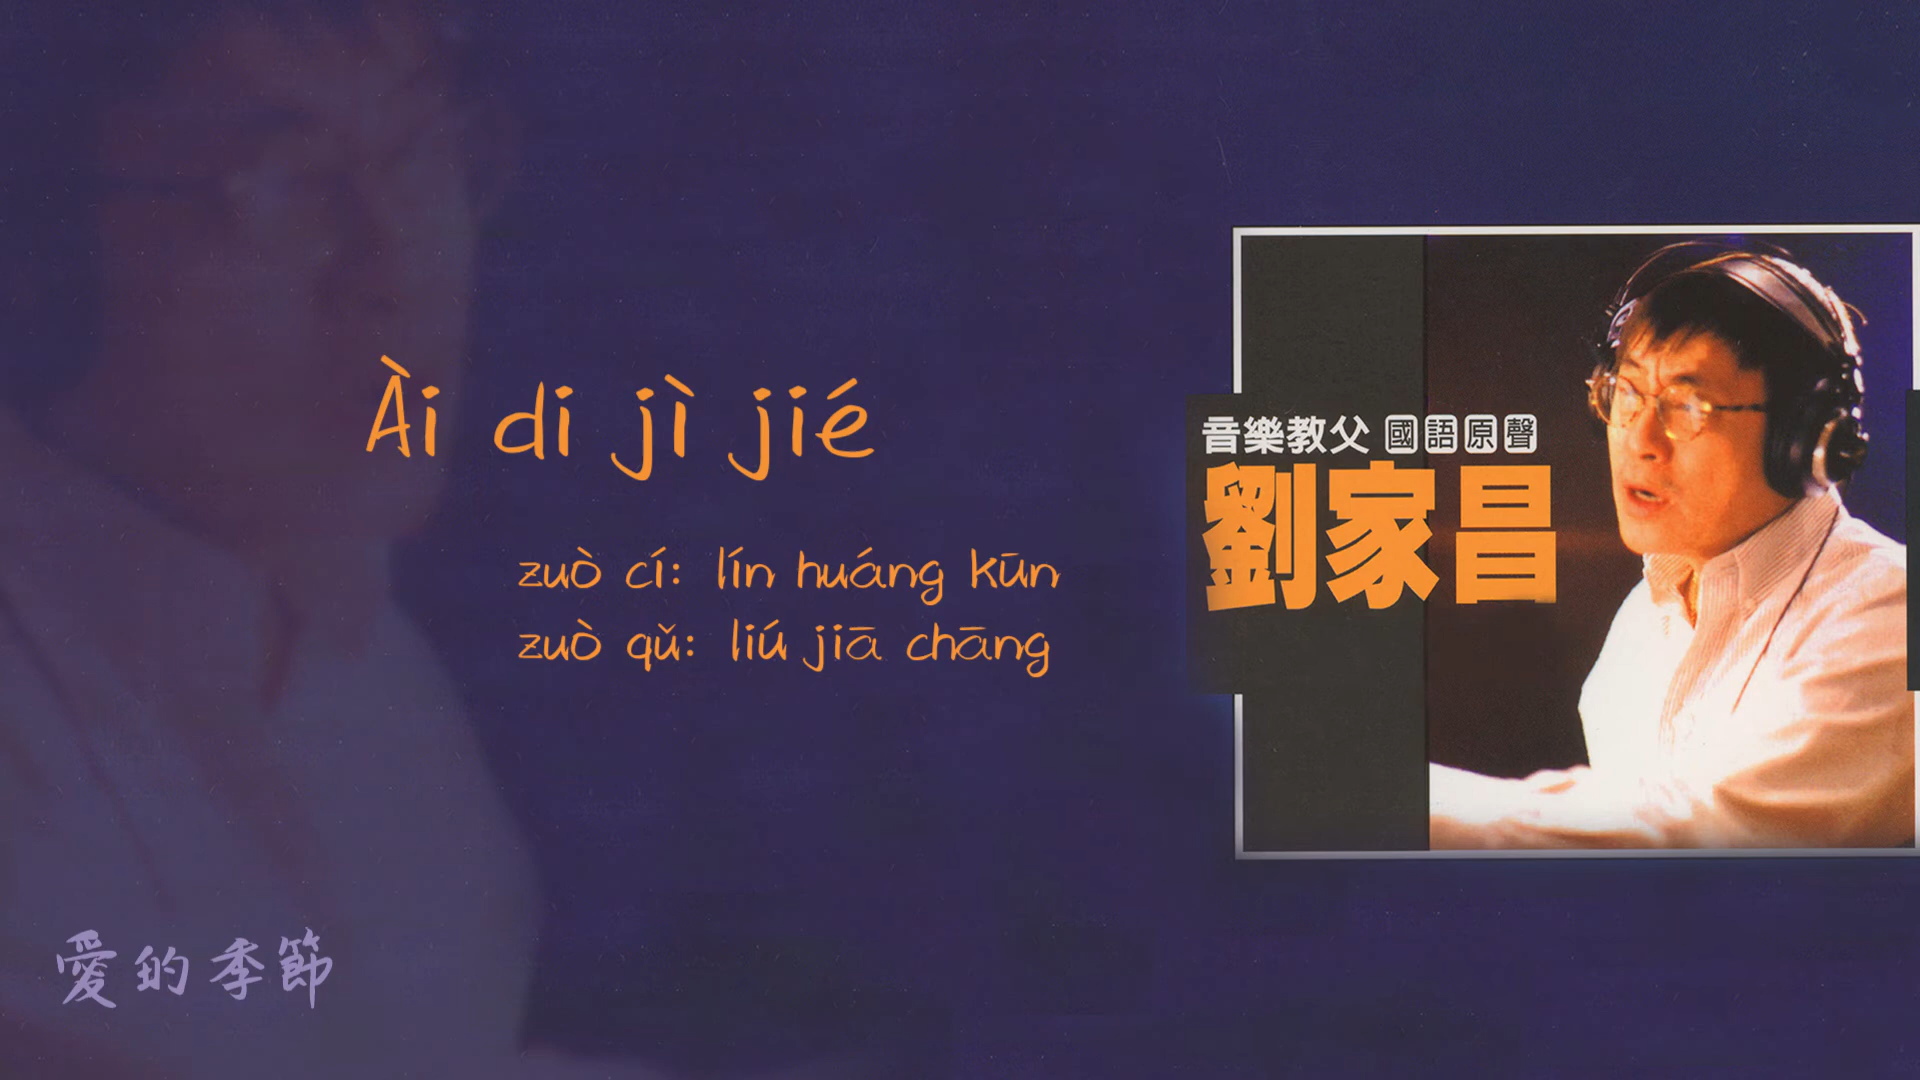 Ài di jì jié
zuò cí: lín huáng kūn
zuò qǔ: liú jiā chāng
音樂教父 國語原聲
劉家昌
愛的季節